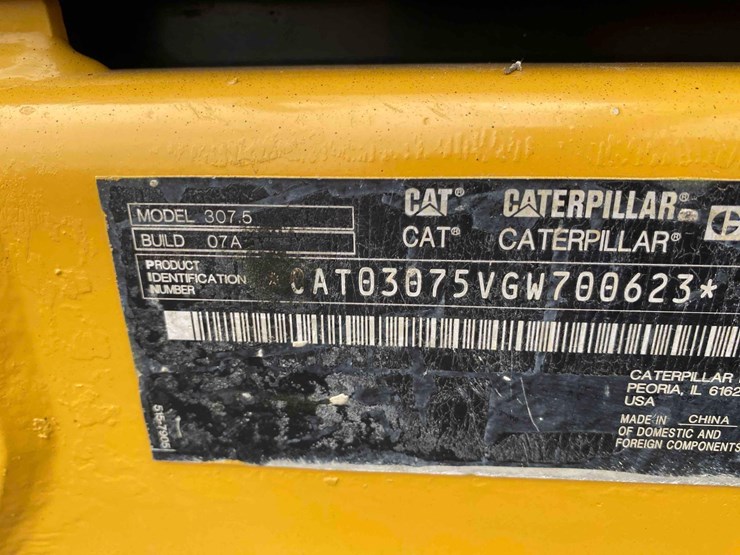 MODEL 307.5
BUILD 07A
CAT® CATERPILLAR®
CAT® CATERPILLAR®
PRODUCT
IDENTIFICATION
NUMBER
*CAT03075VGW700623*
CATERPILLAR
PEORIA, IL
USA
MADE IN CHINA
OF DOMESTIC AND
FOREIGN COMPONENTS